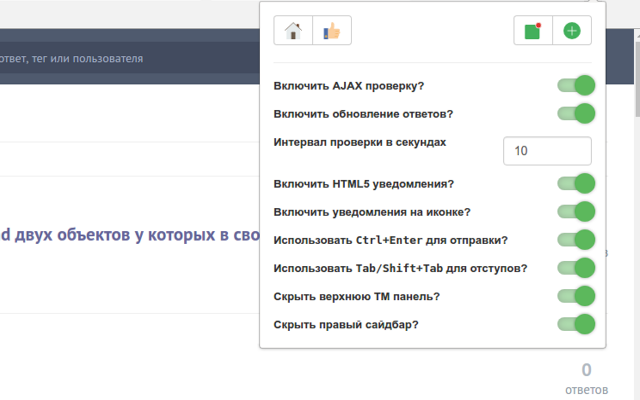 ответ, тег или пользователя
Включить AJAX проверку?
Включить обновление ответов?
Интервал проверки в секундах
10
Включить HTML5 уведомления?
Включить уведомления на иконке?
d двух объектов у которых в сво
Использовать Ctrl+Enter для отправки?
Использовать Tab/Shift+Tab для отступов?
Скрыть верхнюю ТМ панель?
Скрыть правый сайдбар?
0
ответов